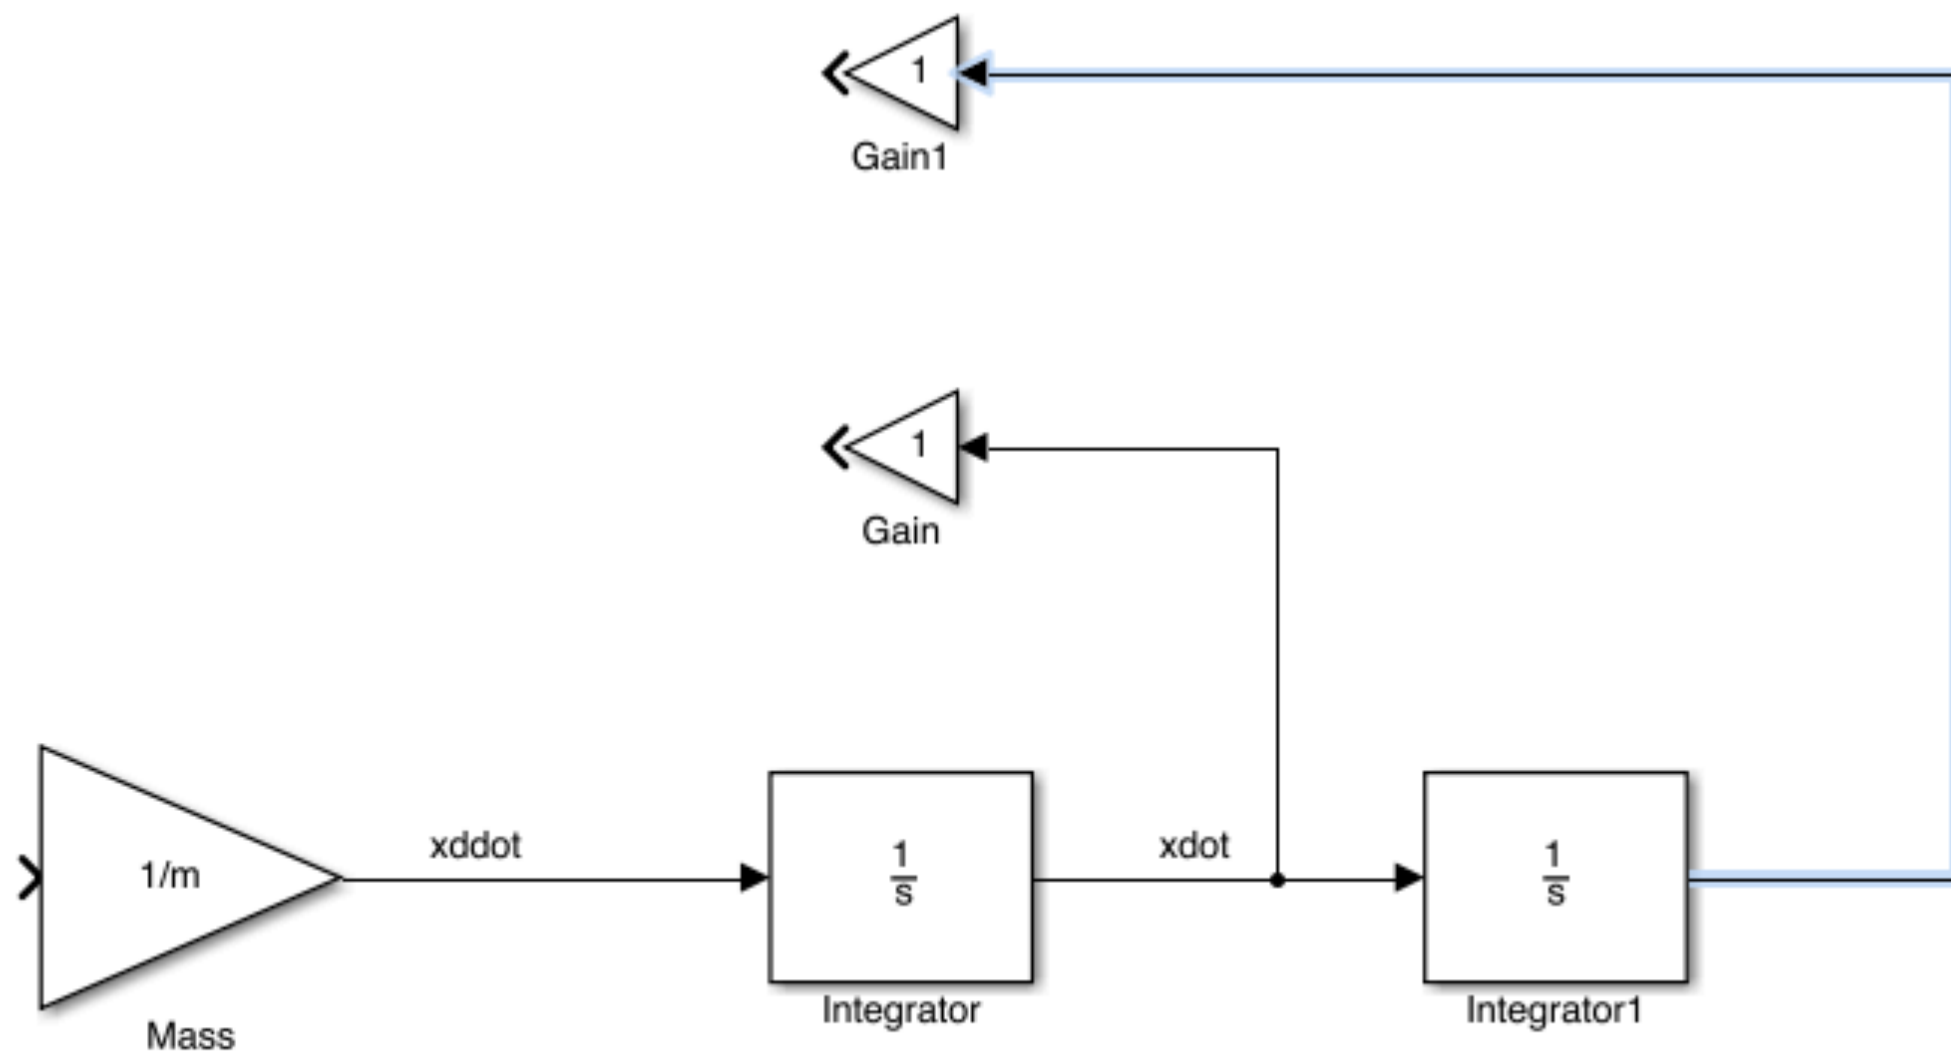 1
Gain1
1
Gain
1/m
Mass
xddot
1
s
Integrator
xdot
1
s
Integrator1